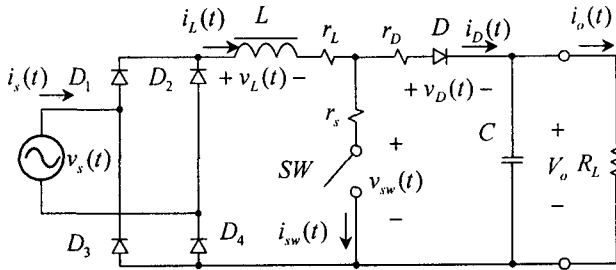 i_L(t) L r_L r_D D i_D(t) i_o(t)
i_s(t) D_1 D_2 + v_L(t) − + v_D(t) −
v_s(t) r_s C + V_o − R_L
SW + v_sw(t) −
D_3 D_4 i_sw(t)